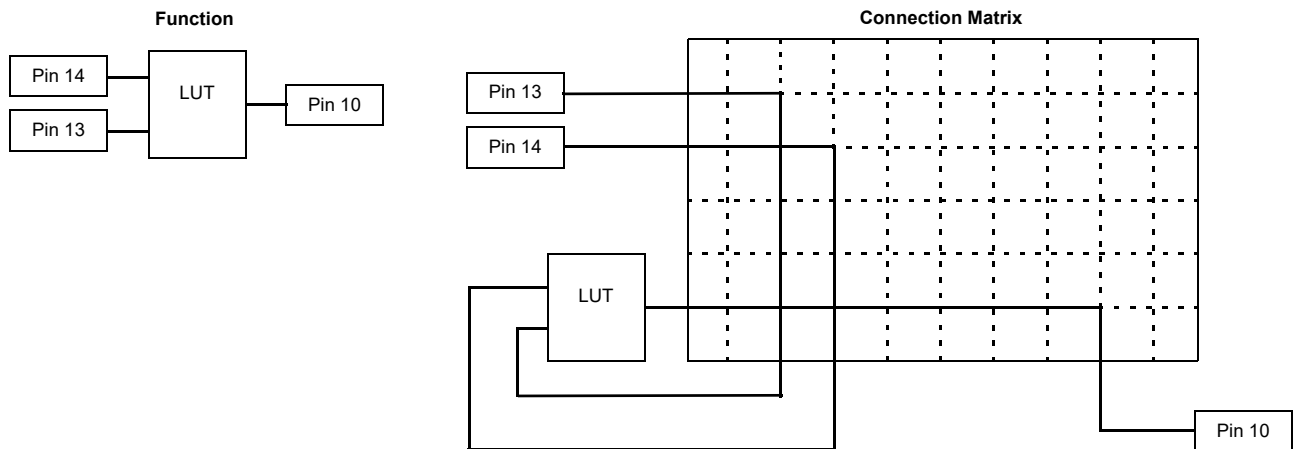 Function
Pin 14
Pin 13
LUT
Pin 10
Connection Matrix
Pin 13
Pin 14
LUT
Pin 10